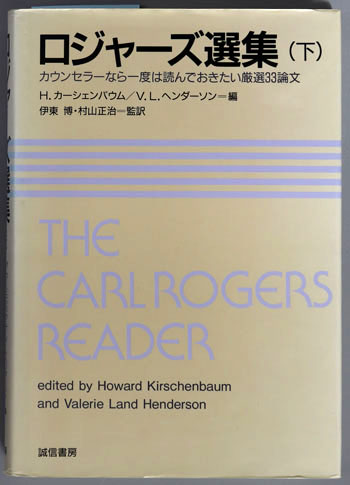 ロジャーズ選集(下)
カウンセラーなら一度は読んでおきたい厳選33論文
H.カーシェンバウム/V.L.ヘンダーソン=編
伊東 博・村山正治=監訳
THE
CARL ROGERS
READER
edited by Howard Kirschenbaum
and Valerie Land Henderson
誠信書房